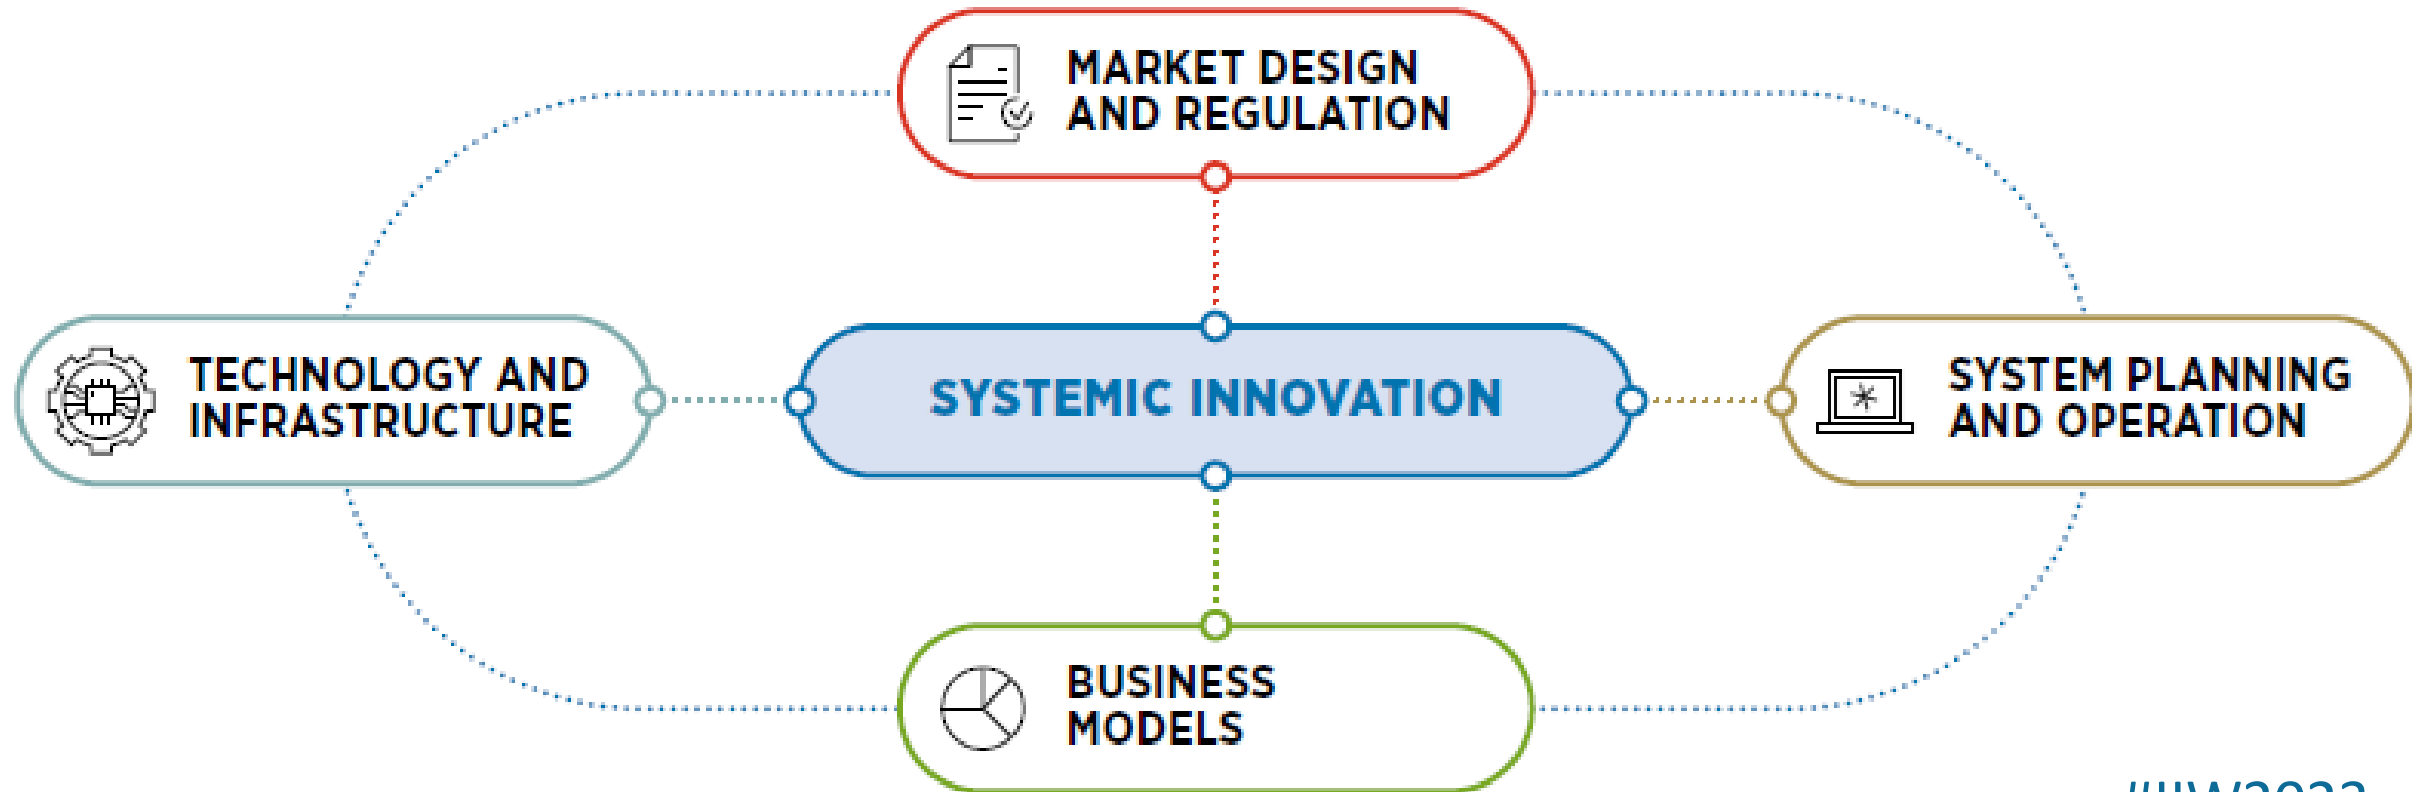 MARKET DESIGN
AND REGULATION
TECHNOLOGY AND
INFRASTRUCTURE
SYSTEMIC INNOVATION
SYSTEM PLANNING
AND OPERATION
BUSINESS
MODELS